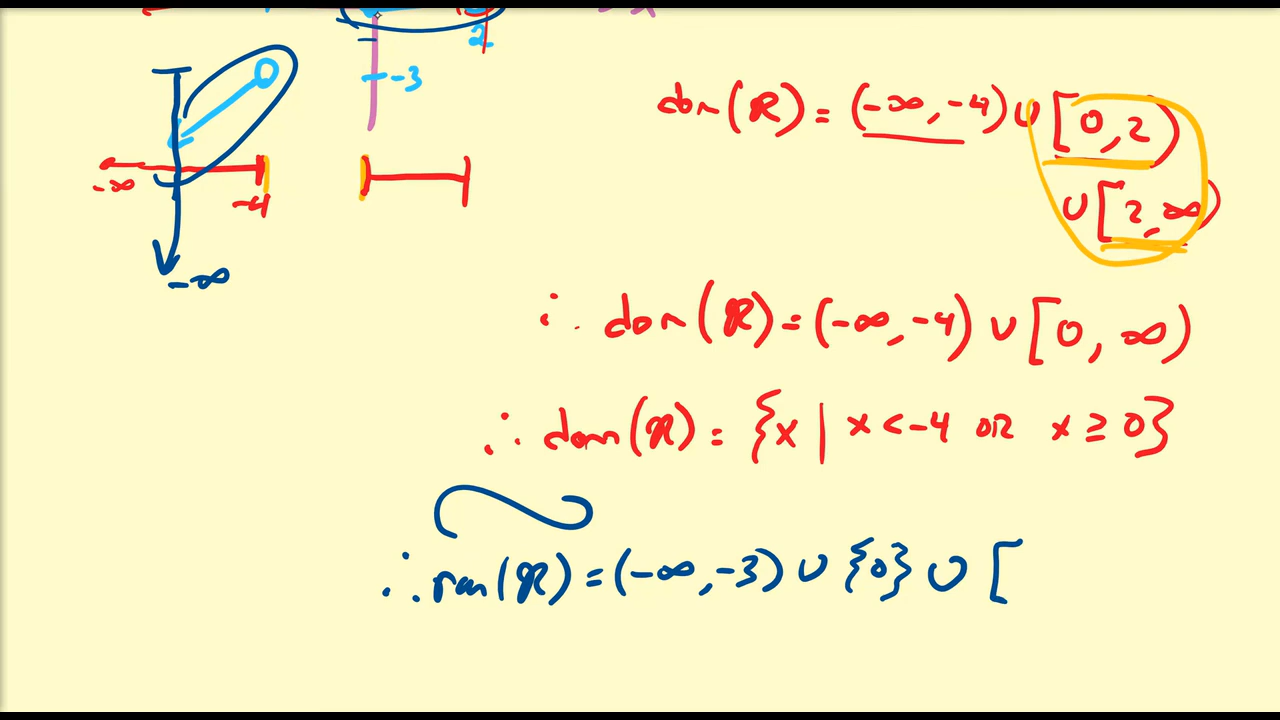 2
-3
dom(R) = (-∞, -4) ∪ [0, 2)
∪ [2, ∞)
-∞
-4
-∞
∴ dom(R) = (-∞, -4) ∪ [0, ∞)
∴ dom(R) = {x | x < -4 OR x ≥ 0}
∴ ran(R) = (-∞, -3) ∪ {0} ∪ [